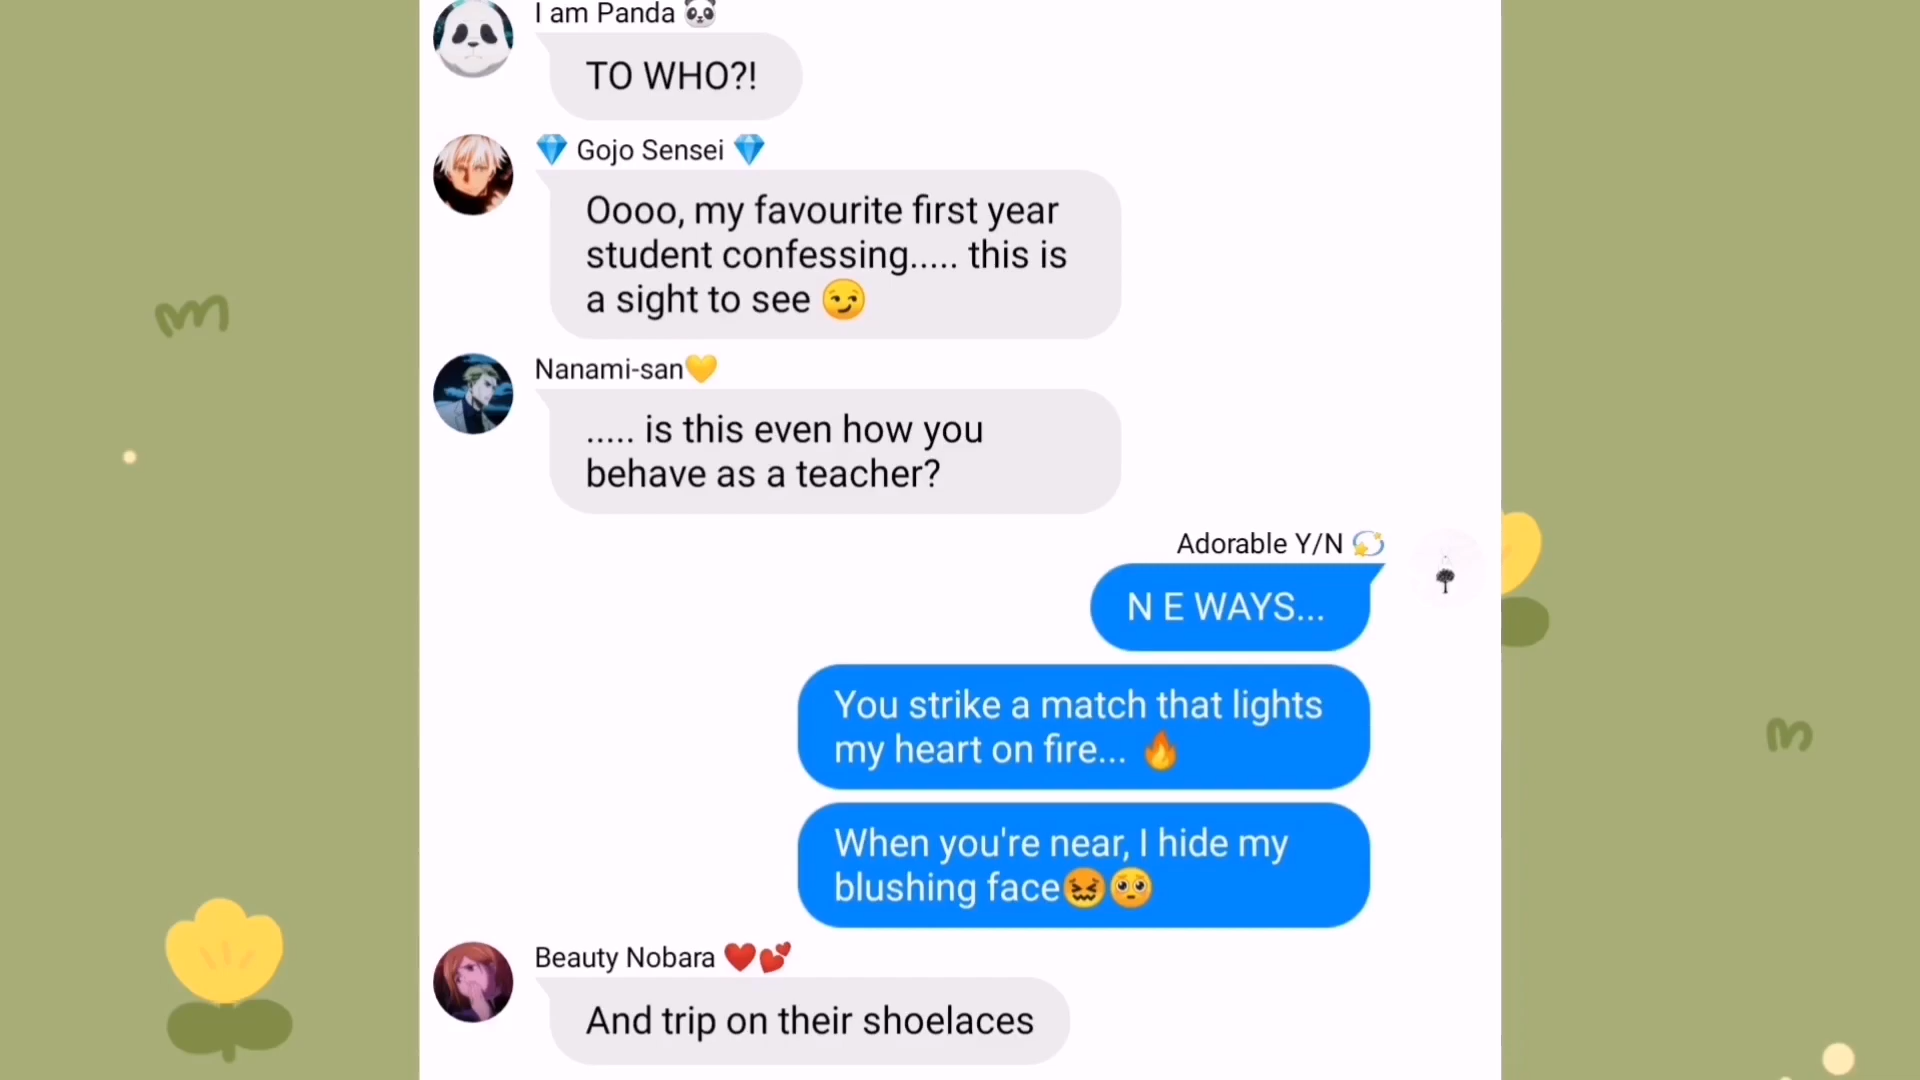 I am Panda 🐼
TO WHO?!
💎 Gojo Sensei 💎
Oooo, my favourite first year
student confessing..... this is
a sight to see 😏
Nanami-san💛
..... is this even how you
behave as a teacher?
Adorable Y/N 💫
N E WAYS...
You strike a match that lights
my heart on fire... 🔥
When you're near, I hide my
blushing face😖🥺
Beauty Nobara ❤️💕
And trip on their shoelaces